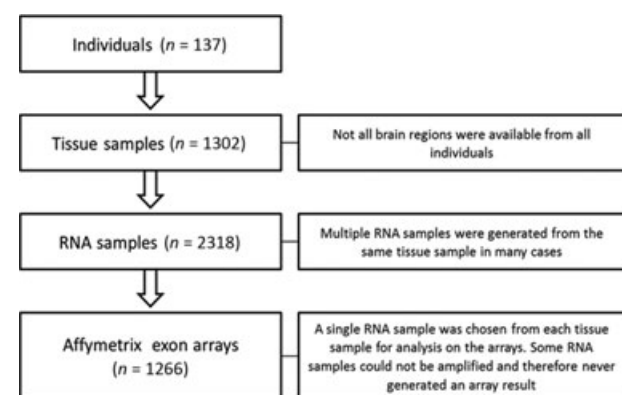 Individuals (n = 137)
Tissue samples (n = 1302)
Not all brain regions were available from all
individuals
RNA samples (n = 2318)
Multiple RNA samples were generated from the
same tissue sample in many cases
Affymetrix exon arrays
(n = 1266)
A single RNA sample was chosen from each tissue
sample for analysis on the arrays. Some RNA
samples could not be amplified and therefore never
generated an array result